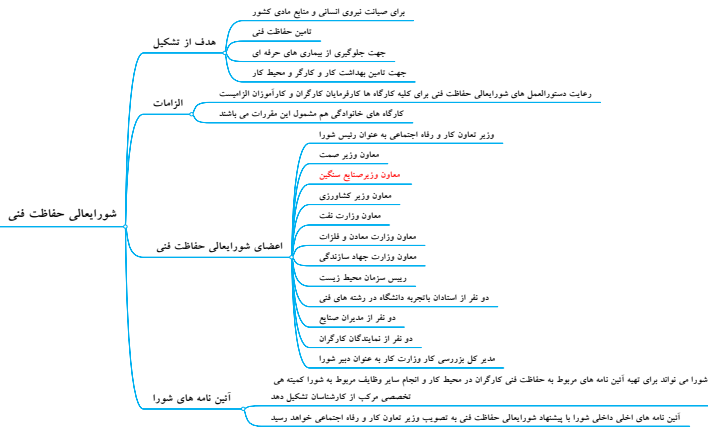 شورایعالی حفاظت فنی
هدف از تشکیل
برای صیانت نیروی انسانی و منابع مادی کشور
تامین حفاظت فنی
جهت جلوگیری از بیماری های حرفه ای
جهت تامین بهداشت کار و کارگر و محیط کار
الزامات
رعایت دستورالعمل های شورایعالی حفاظت فنی برای کلیه کارگاه ها کارفرمایان کارگران و کارآموزان الزامیست
کارگاه های خانوادگی هم مشمول این مقررات می باشند
اعضای شورایعالی حفاظت فنی
وزیر تعاون کار و رفاه اجتماعی به عنوان رئیس شورا
معاون وزیر صمت
معاون وزیرصنایع سنگین
معاون وزیر کشاورزی
معاون وزارت نفت
معاون وزارت معادن و فلزات
معاون وزارت جهاد سازندگی
رییس سزمان محیط زیست
دو نفر از استادان باتجربه دانشگاه در رشته های فنی
دو نفر از مدیران صنایع
دو نفر از نمایندگان کارگران
مدیر کل بزررسی کار وزارت کار به عنوان دبیر شورا
آئین نامه های شورا
شورا می تواند برای تهیه آئین نامه های مربوط به حفاظت فنی کارگران در محیط کار و انجام سایر وظایف مربوط به شورا کمیته هی
تخصصی مرکب از کارشناسان تشکیل دهد
آئین نامه های اخلی داخلی شورا با پیشنهاد شورایعالی حفاظت فنی به تصویب وزیر تعاون کار و رفاه اجتماعی خواهد رسید